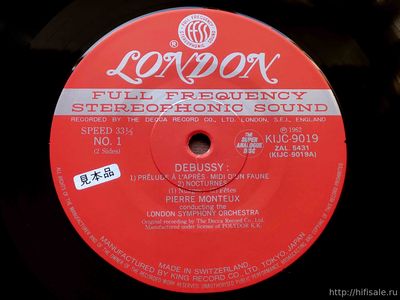 FULL FREQUENCY STEREOPHONIC
FFSS
®
LONDON
FULL FREQUENCY
STEREOPHONIC SOUND
RECORDED BY THE DECCA RECORD CO., LTD. LONDON, S.E.I., ENGLAND
SPEED 33⅓
NO. 1
(2 Sides)
THE SUPER ANALOGUE DISC
℗ 1962
KIJC-9019
ZAL 5431
(KIJC-9019A)
見本品
DEBUSSY :
1) PRÉLUDE À L'APRÈS - MIDI D'UN FAUNE
2) NOCTURNES
Fêtes
PIERRE MONTEUX
conducting the
LONDON SYMPHONY ORCHESTRA
Original recording by The Decca Record Co. Ltd.
Manufactured under license of POLYDOR K.K.
MADE IN SWITZERLAND
MANUFACTURED BY KING RECORD CO. LTD. TOKYO, JAPAN
http://hifisale.ru